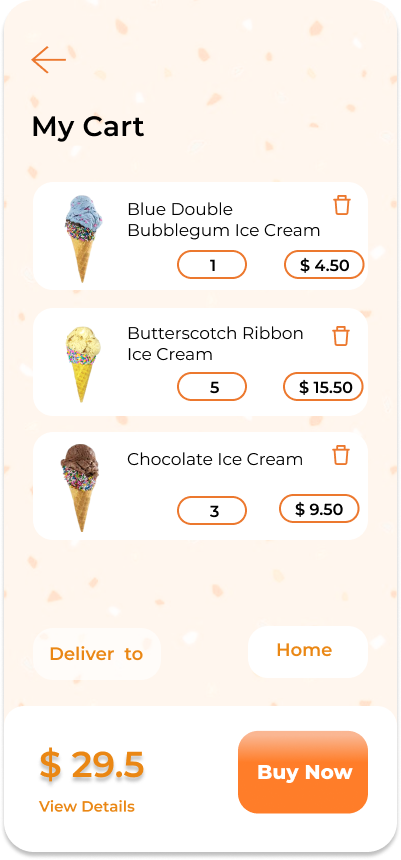 My Cart
Blue Double
Bubblegum Ice Cream
1
$ 4.50
Butterscotch Ribbon
Ice Cream
5
$ 15.50
Chocolate Ice Cream
3
$ 9.50
Deliver to
Home
$ 29.5
Buy Now
View Details